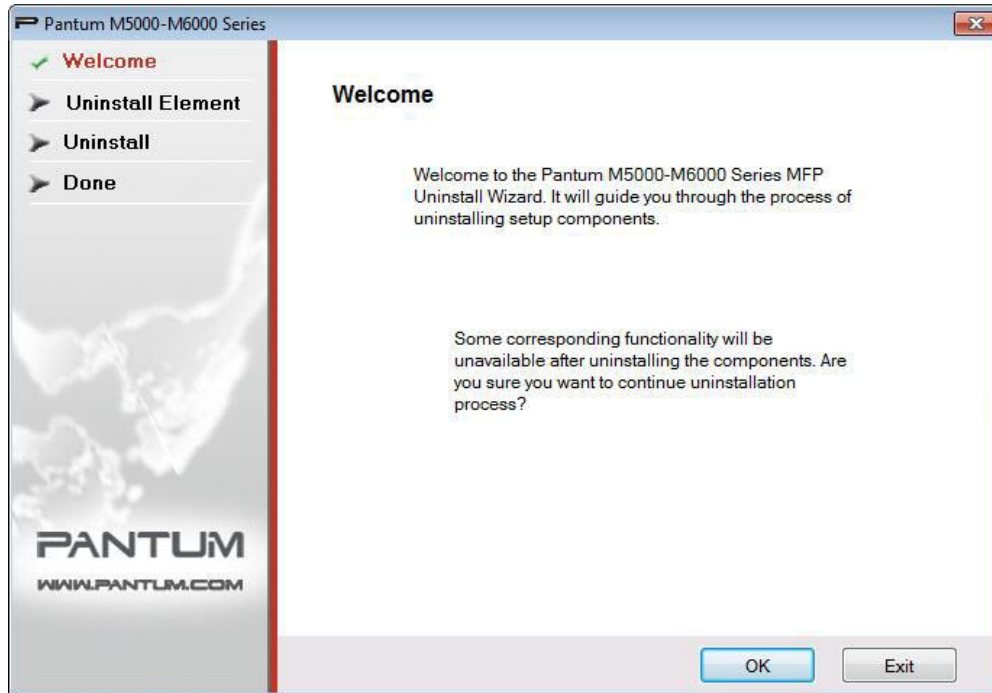 Pantum M5000-M6000 Series
Welcome
Uninstall Element
Uninstall
Done
PANTUM
WWW.PANTUM.COM
Welcome
Welcome to the Pantum M5000-M6000 Series MFP
Uninstall Wizard. It will guide you through the process of
uninstalling setup components.
Some corresponding functionality will be
unavailable after uninstalling the components. Are
you sure you want to continue uninstallation
process?
OK
Exit